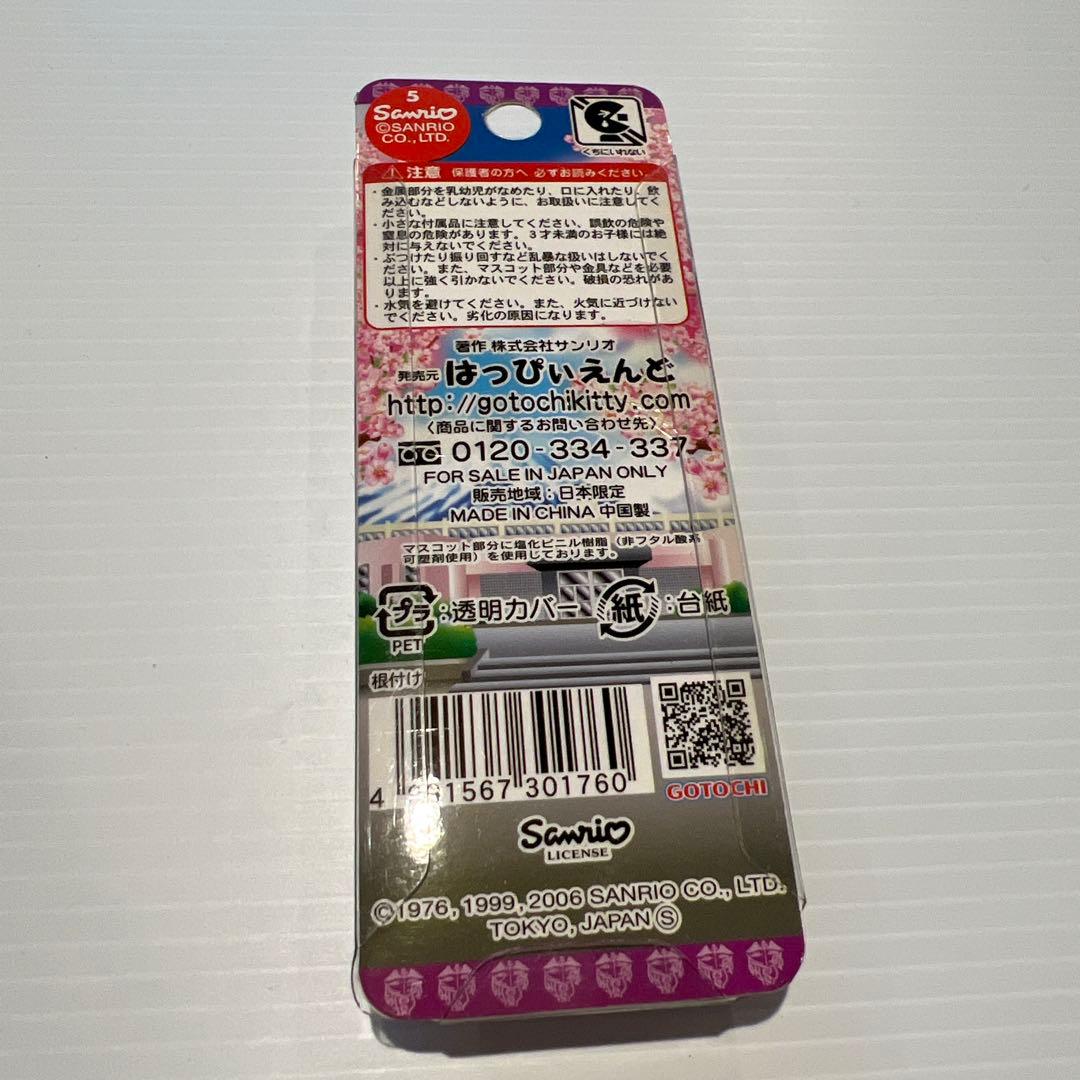 5
Sanrio
©SANRIO
CO., LTD.
くちにいれない
注意 保護者の方へ 必ずお読みください。
・金属部分を乳幼児がなめたり、口に入れたり、飲
み込むなどしないように、お取扱いに注意してく
ださい。
・小さな付属品に注意してください、誤飲の危険や
窒息の危険があります。3才未満のお子様には絶
対に与えないでください。
・ぶつけたり振り回すなど乱暴な扱いはしないでく
ださい。また、マスコット部分や金具などを必要
以上に強く引かないでください。破損の恐れがあ
ります。
・水気を避けてください。また、火気に近づけない
でください。劣化の原因になります。
著作 株式会社サンリオ
発売元 はっぴぃえんど
http://gotochikitty.com
〈商品に関するお問い合わせ先〉
0120-334-337
FOR SALE IN JAPAN ONLY
販売地域：日本限定
MADE IN CHINA 中国製
マスコット部分に塩化ビニル樹脂（非フタル酸系
可塑剤使用）を使用しております。
プラ：透明カバー 紙：台紙
PET
根付け
4 567 301760
GOTOCHI
Sanrio
LICENSE
©1976, 1999, 2006 SANRIO CO., LTD.
TOKYO, JAPAN Ⓢ